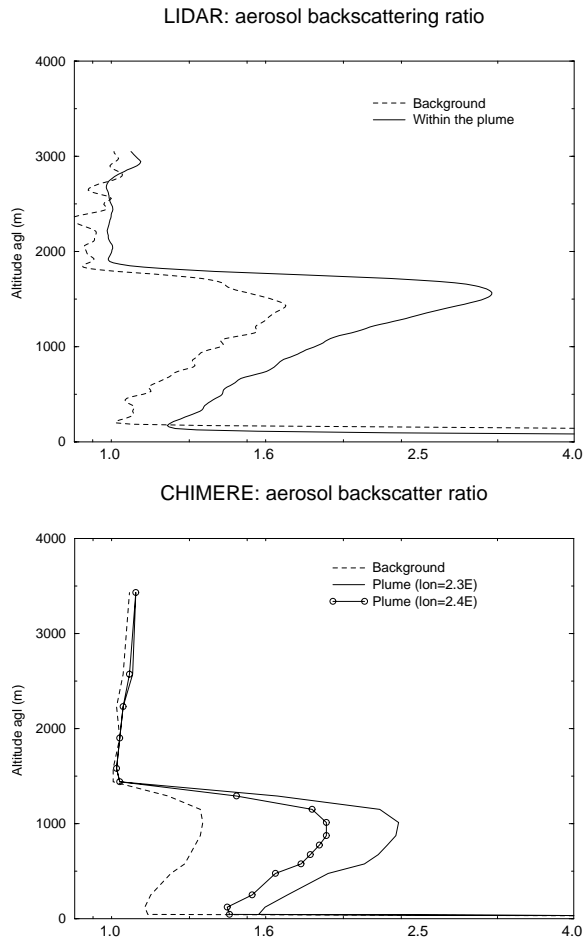 LIDAR: aerosol backscattering ratio
4000
Background
Within the plume
3000
Altitude agl (m)
2000
1000
0
1.0 1.6 2.5 4.0
CHIMERE: aerosol backscatter ratio
4000
Background
Plume (lon=2.3E)
Plume (lon=2.4E)
3000
Altitude agl (m)
2000
1000
0
1.0 1.6 2.5 4.0